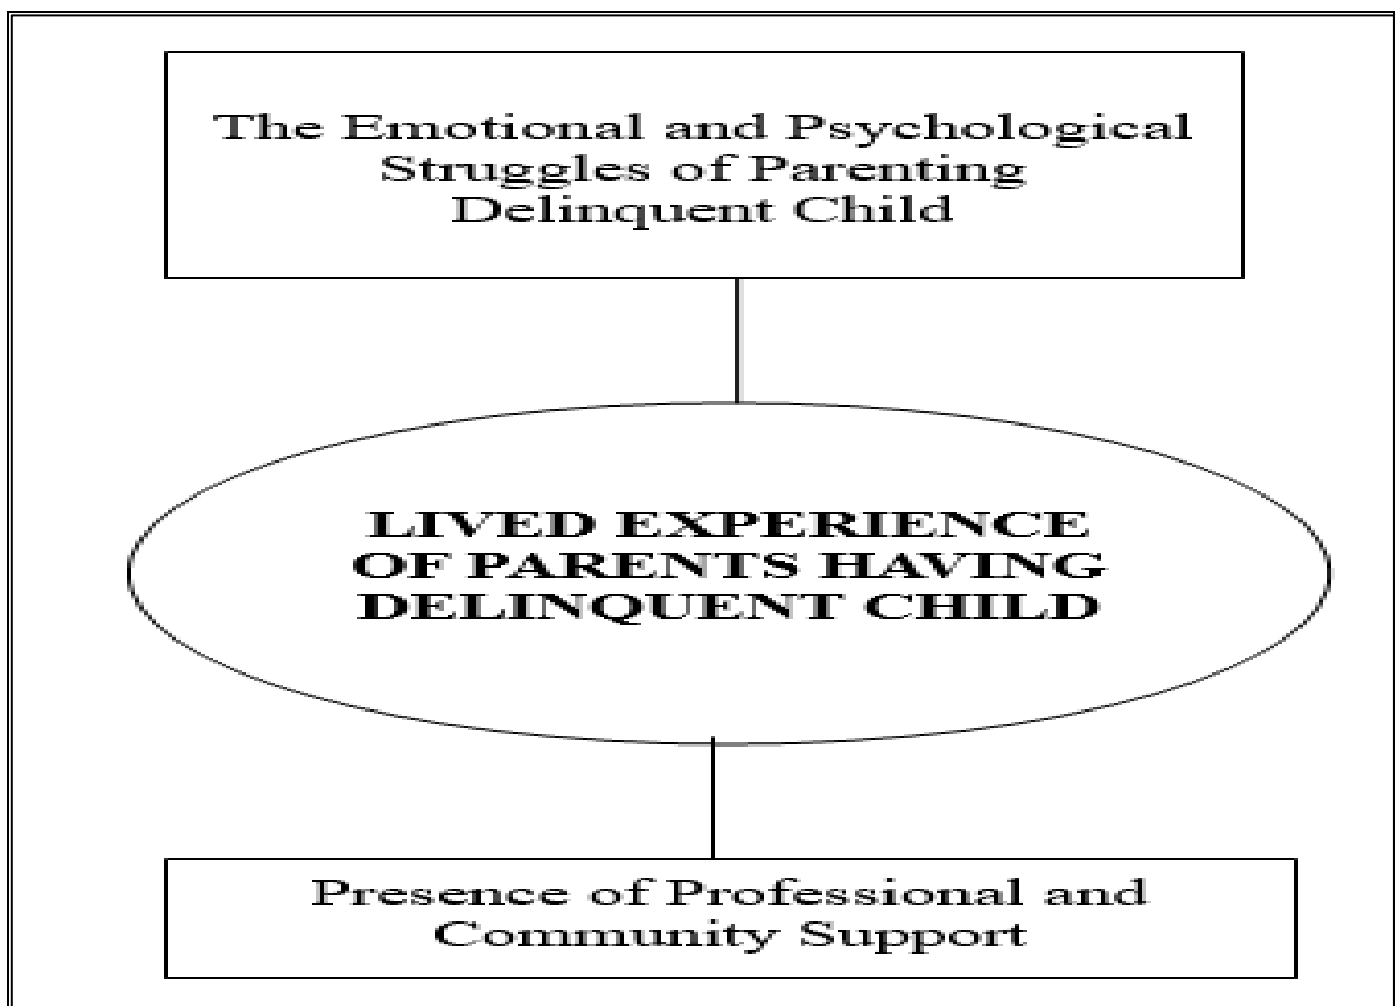 The Emotional and Psychological
Struggles of Parenting
Delinquent Child
LIVED EXPERIENCE
OF PARENTS HAVING
DELINQUENT CHILD
Presence of Professional and
Community Support